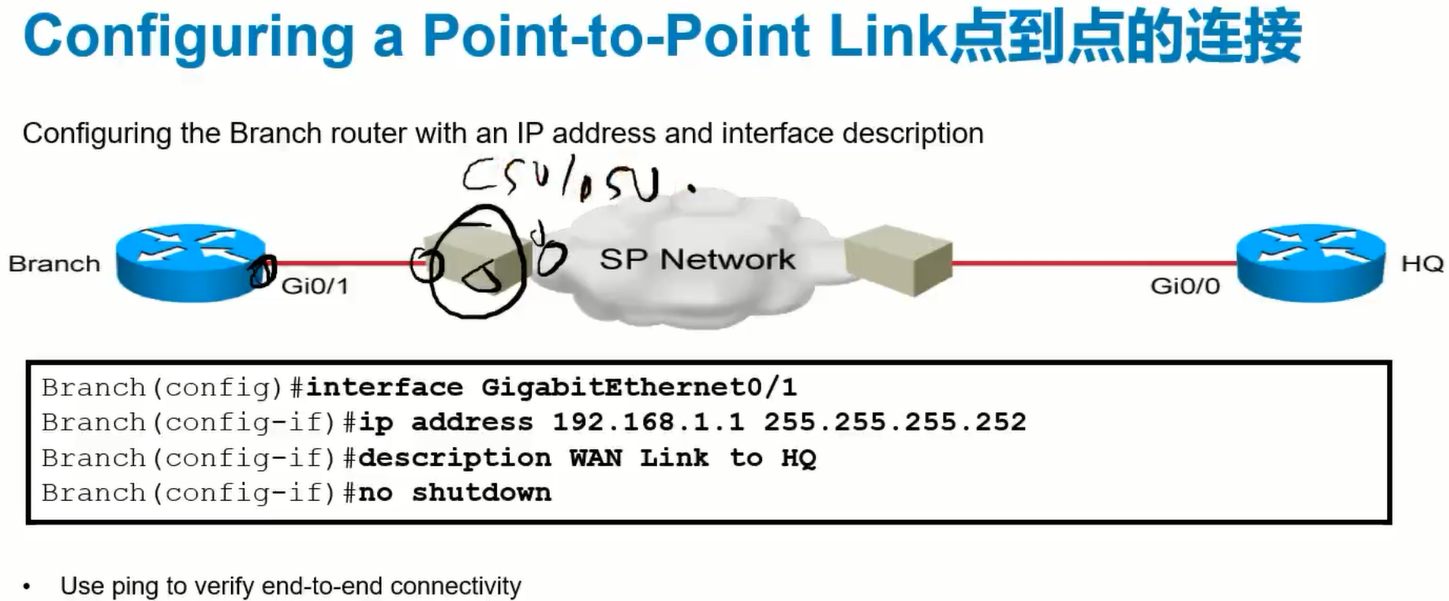 Configuring a Point-to-Point Link点到点的连接
Configuring the Branch router with an IP address and interface description
CSU/DSU
Branch
Gi0/1
SP Network
Gi0/0
HQ
Branch(config)#interface GigabitEthernet0/1
Branch(config-if)#ip address 192.168.1.1 255.255.255.252
Branch(config-if)#description WAN Link to HQ
Branch(config-if)#no shutdown
• Use ping to verify end-to-end connectivity